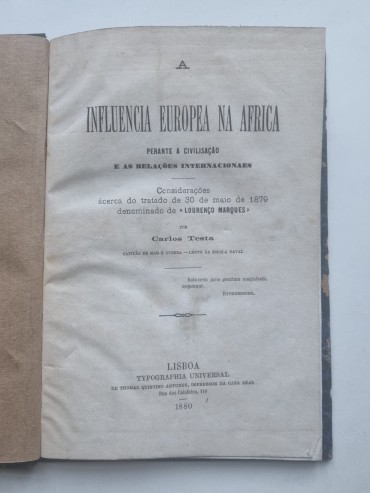 A
INFLUENCIA EUROPEA NA AFRICA
PERANTE A CIVILISAÇÃO
E AS RELAÇÕES INTERNACIONAES
Considerações
ácerca do tratado de 30 de maio de 1879
denominado de «LOURENÇO MARQUES»
POR
Carlos Testa
CAPITÃO DE MAR E GUERRA — LENTE DA ESCOLA NAVAL
LISBOA
TYPOGRAPHIA UNIVERSAL
DE THOMAZ QUINTINO ANTUNES, IMPRESSOR DA CASA REAL
Rua dos Calafates, 110
1880